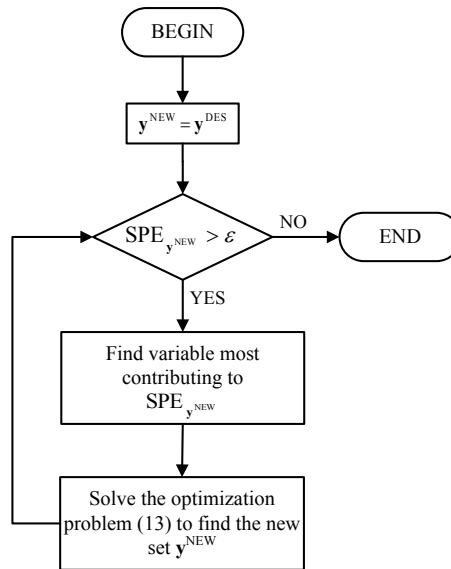 BEGIN
y^NEW = y^DES
SPE_y^NEW > ε
NO
END
YES
Find variable most
contributing to
SPE_y^NEW
Solve the optimization
problem (13) to find the new
set y^NEW